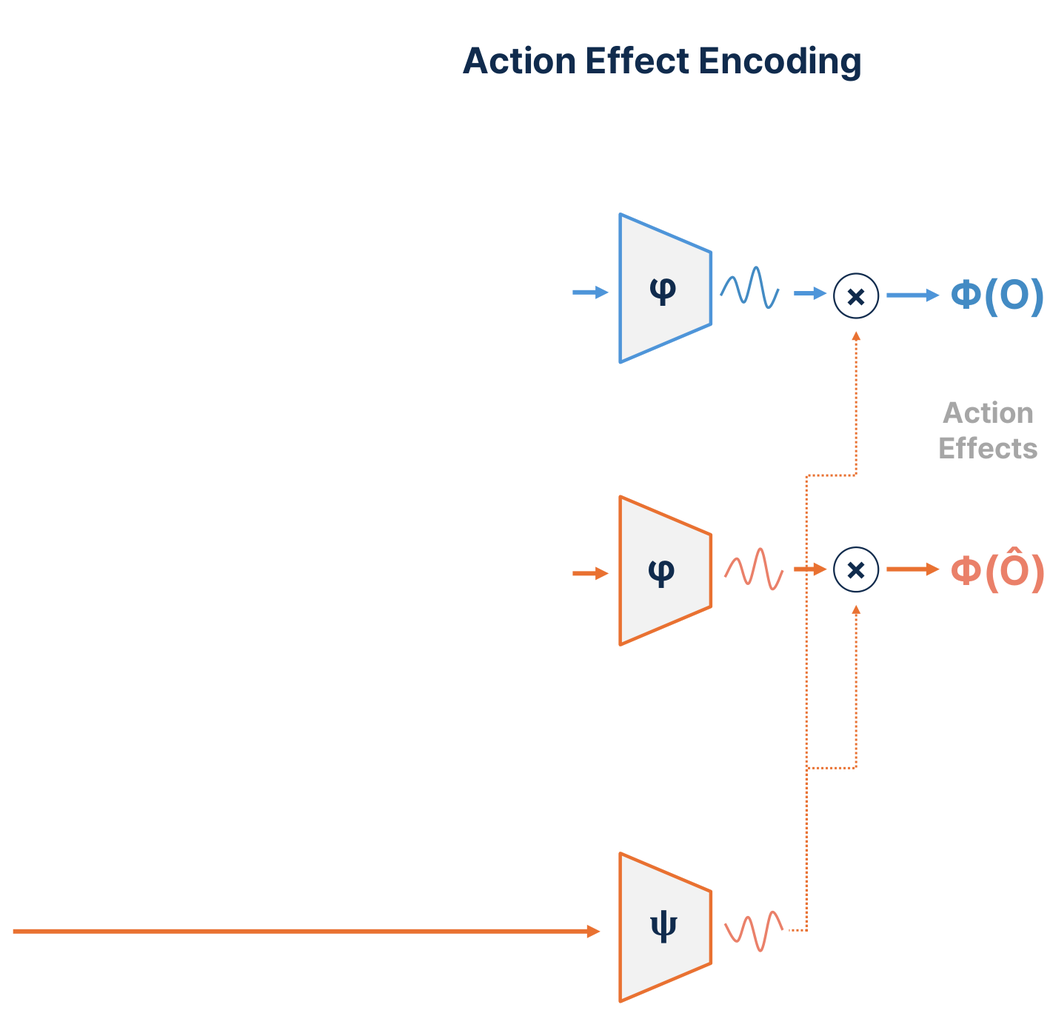 Action Effect Encoding
φ
×
Φ(O)
Action
Effects
φ
×
Φ(Ô)
ψ